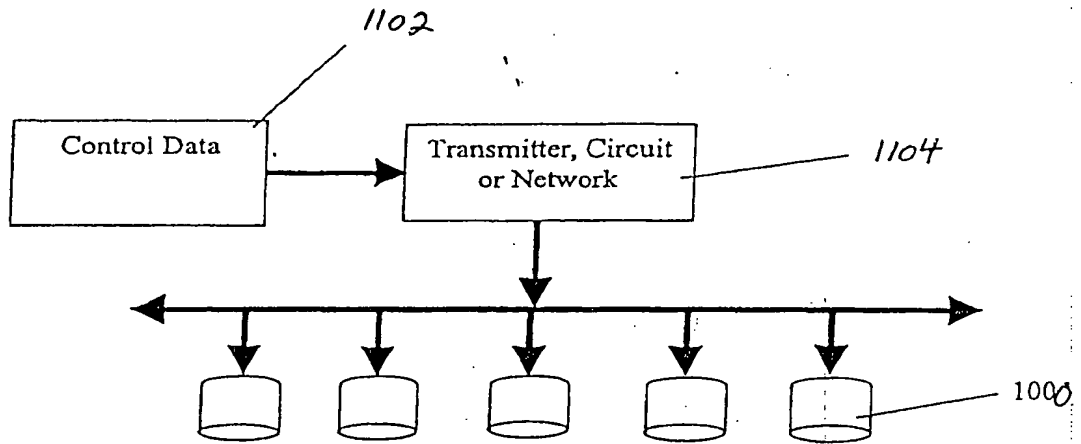 1102
Control Data
Transmitter, Circuit
or Network
1104
1000